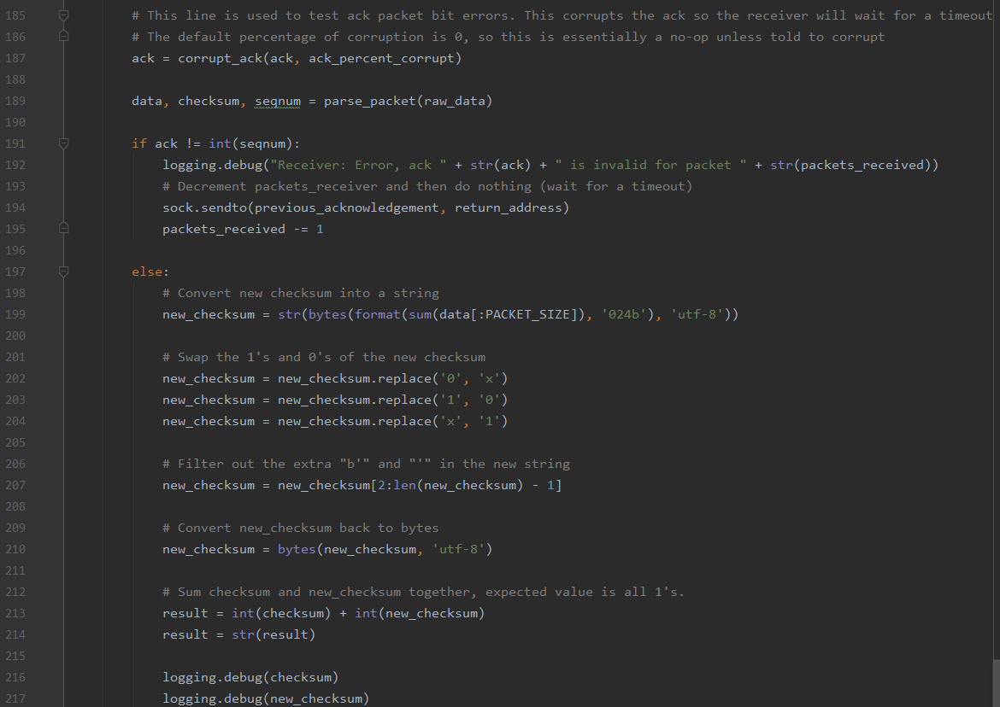 185 # This line is used to test ack packet bit errors. This corrupts the ack so the receiver will wait for a timeout
186 # The default percentage of corruption is 0, so this is essentially a no-op unless told to corrupt
187 ack = corrupt_ack(ack, ack_percent_corrupt)
188
189 data, checksum, seqnum = parse_packet(raw_data)
190
191 if ack != int(seqnum):
192 logging.debug("Receiver: Error, ack " + str(ack) + " is invalid for packet " + str(packets_received))
193 # Decrement packets_receiver and then do nothing (wait for a timeout)
194 sock.sendto(previous_acknowledgement, return_address)
195 packets_received -= 1
196
197 else:
198 # Convert new checksum into a string
199 new_checksum = str(bytes(format(sum(data[:PACKET_SIZE]), '024b'), 'utf-8'))
200
201 # Swap the 1's and 0's of the new checksum
202 new_checksum = new_checksum.replace('0', 'x')
203 new_checksum = new_checksum.replace('1', '0')
204 new_checksum = new_checksum.replace('x', '1')
205
206 # Filter out the extra "b'" and "'" in the new string
207 new_checksum = new_checksum[2:len(new_checksum) - 1]
208
209 # Convert new_checksum back to bytes
210 new_checksum = bytes(new_checksum, 'utf-8')
211
212 # Sum checksum and new_checksum together, expected value is all 1's.
213 result = int(checksum) + int(new_checksum)
214 result = str(result)
215
216 logging.debug(checksum)
217 logging.debug(new_checksum)